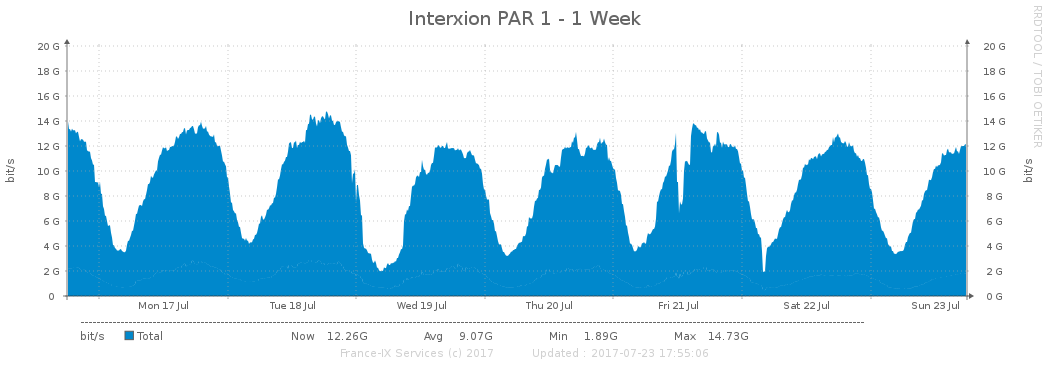 Interxion PAR 1 - 1 Week
RRDTOOL / TOBI OETIKER
bit/s
20 G 20 G
18 G 18 G
16 G 16 G
14 G 14 G
12 G 12 G
10 G 10 G
8 G 8 G
6 G 6 G
4 G 4 G
2 G 2 G
0 0 G
bit/s
Mon 17 Jul Tue 18 Jul Wed 19 Jul Thu 20 Jul Fri 21 Jul Sat 22 Jul Sun 23 Jul
bit/s Total Now 12.26G Avg 9.07G Min 1.89G Max 14.73G
France-IX Services (c) 2017 Updated : 2017-07-23 17:55:06